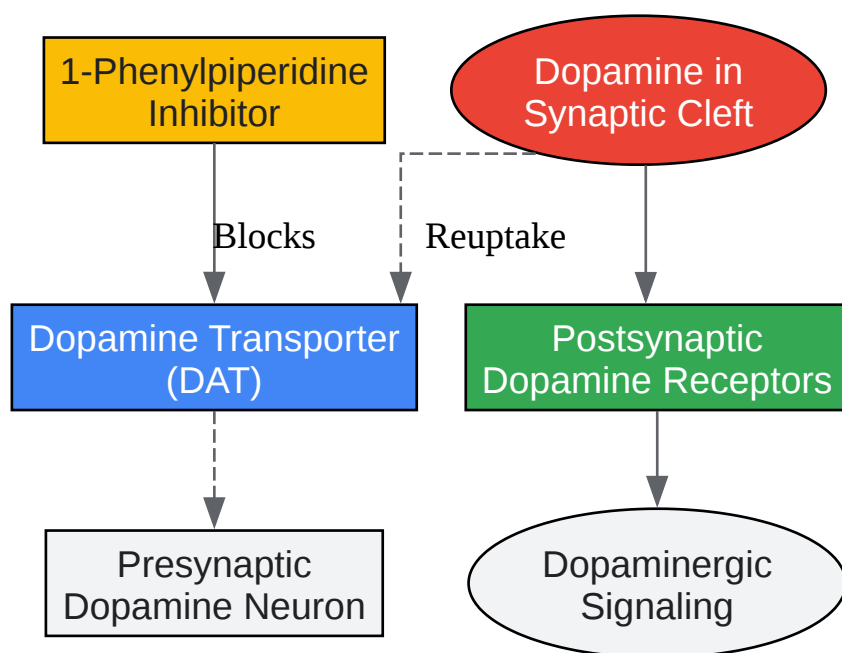 1-Phenylpiperidine
Inhibitor
Dopamine in
Synaptic Cleft
Blocks
Reuptake
Dopamine Transporter
(DAT)
Postsynaptic
Dopamine Receptors
Presynaptic
Dopamine Neuron
Dopaminergic
Signaling